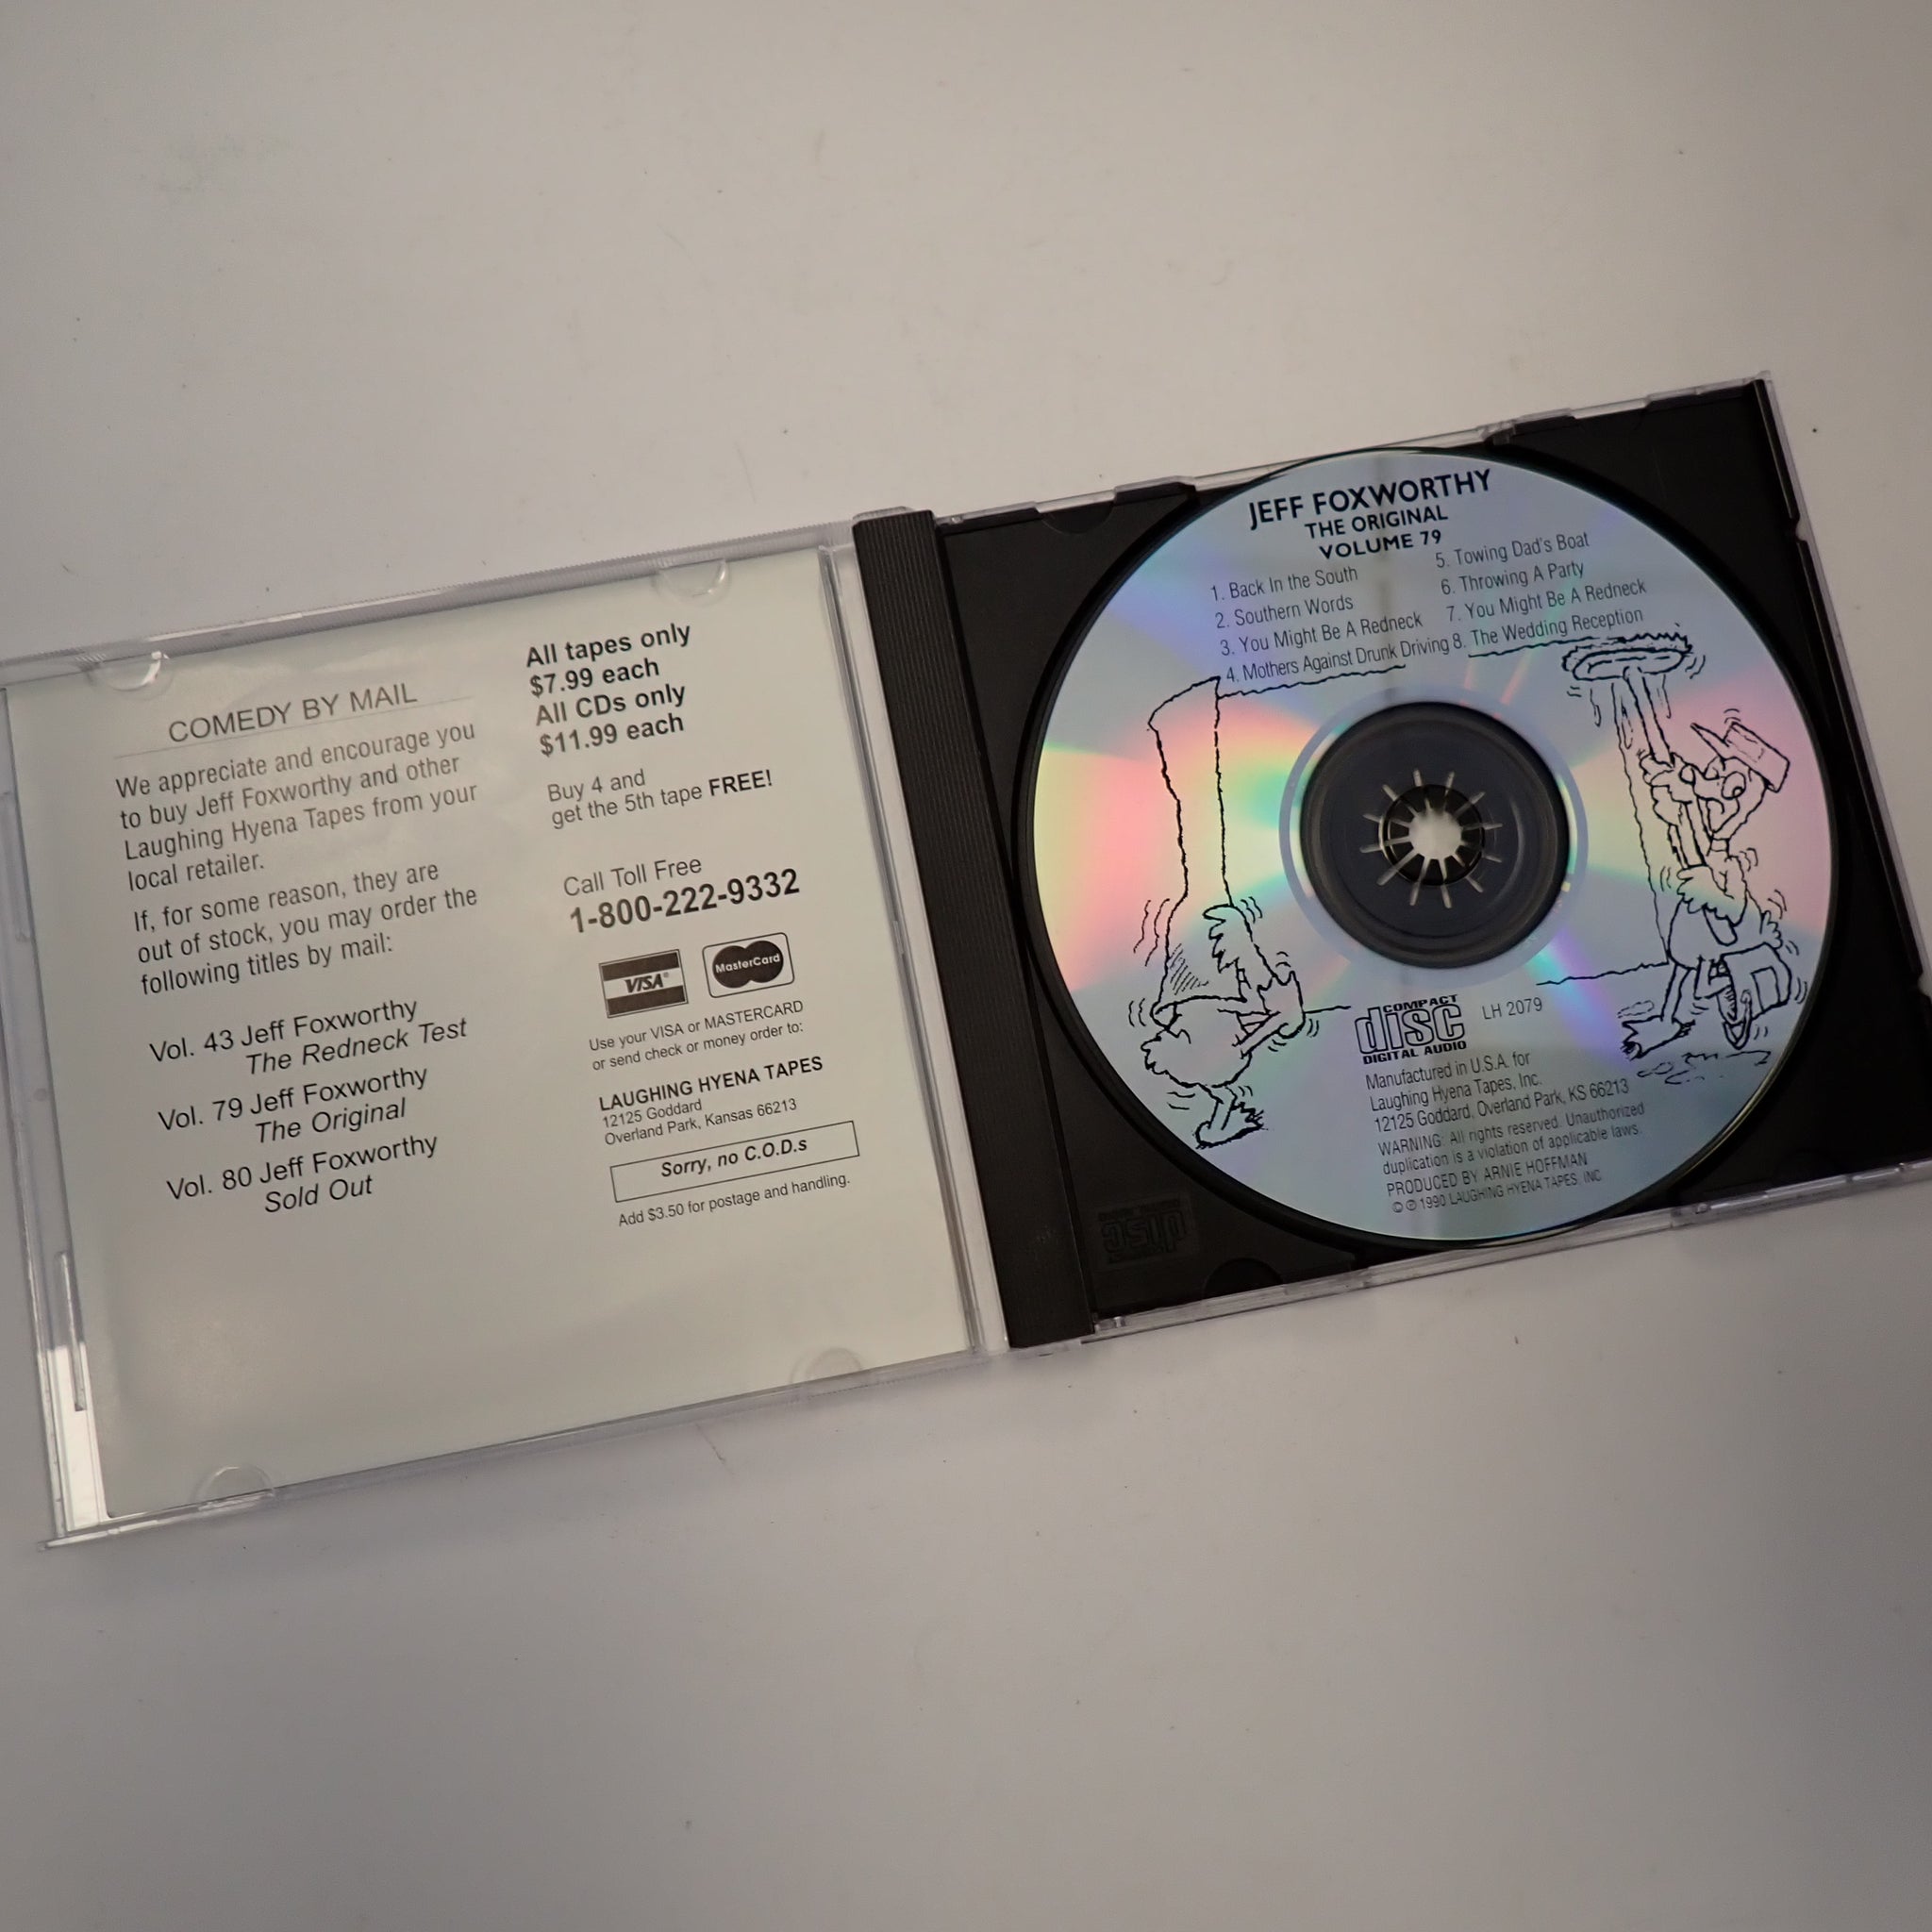 COMEDY BY MAIL
We appreciate and encourage you
to buy Jeff Foxworthy and other
Laughing Hyena Tapes from your
local retailer.
If, for some reason, they are
out of stock, you may order the
following titles by mail:
Vol. 43 Jeff Foxworthy
The Redneck Test
Vol. 79 Jeff Foxworthy
The Original
Vol. 80 Jeff Foxworthy
Sold Out
All tapes only
$7.99 each
All CDs only
$11.99 each
Buy 4 and
get the 5th tape FREE!
Call Toll Free
1-800-222-9332
VISA
MasterCard
Use your VISA or MASTERCARD
or send check or money order to:
LAUGHING HYENA TAPES
12125 Goddard
Overland Park, Kansas 66213
Sorry, no C.O.D.s
Add $3.50 for postage and handling.
JEFF FOXWORTHY
THE ORIGINAL
VOLUME 79
1. Back In the South
2. Southern Words
3. You Might Be A Redneck
4. Mothers Against Drunk Driving
5. Towing Dad's Boat
6. Throwing A Party
7. You Might Be A Redneck
8. The Wedding Reception
COMPACT
disc
DIGITAL AUDIO
LH 2079
Manufactured in U.S.A. for
Laughing Hyena Tapes, Inc.
12125 Goddard, Overland Park, KS 66213
WARNING: All rights reserved. Unauthorized
duplication is a violation of applicable laws.
PRODUCED BY ARNIE HOFFMAN
© ℗ 1990 LAUGHING HYENA TAPES, INC
disc